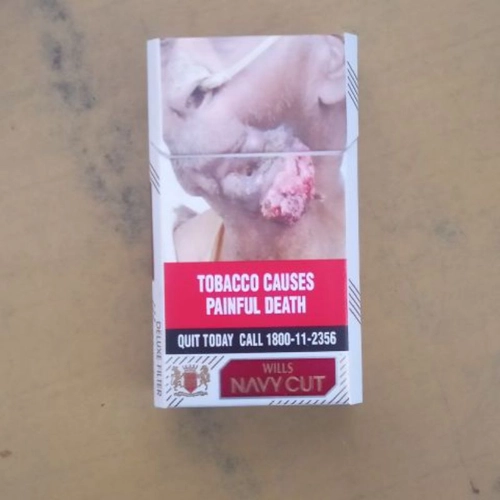 TOBACCO CAUSES
PAINFUL DEATH
QUIT TODAY CALL 1800-11-2356
WILLS
NAVY CUT
DELUXE FILTER